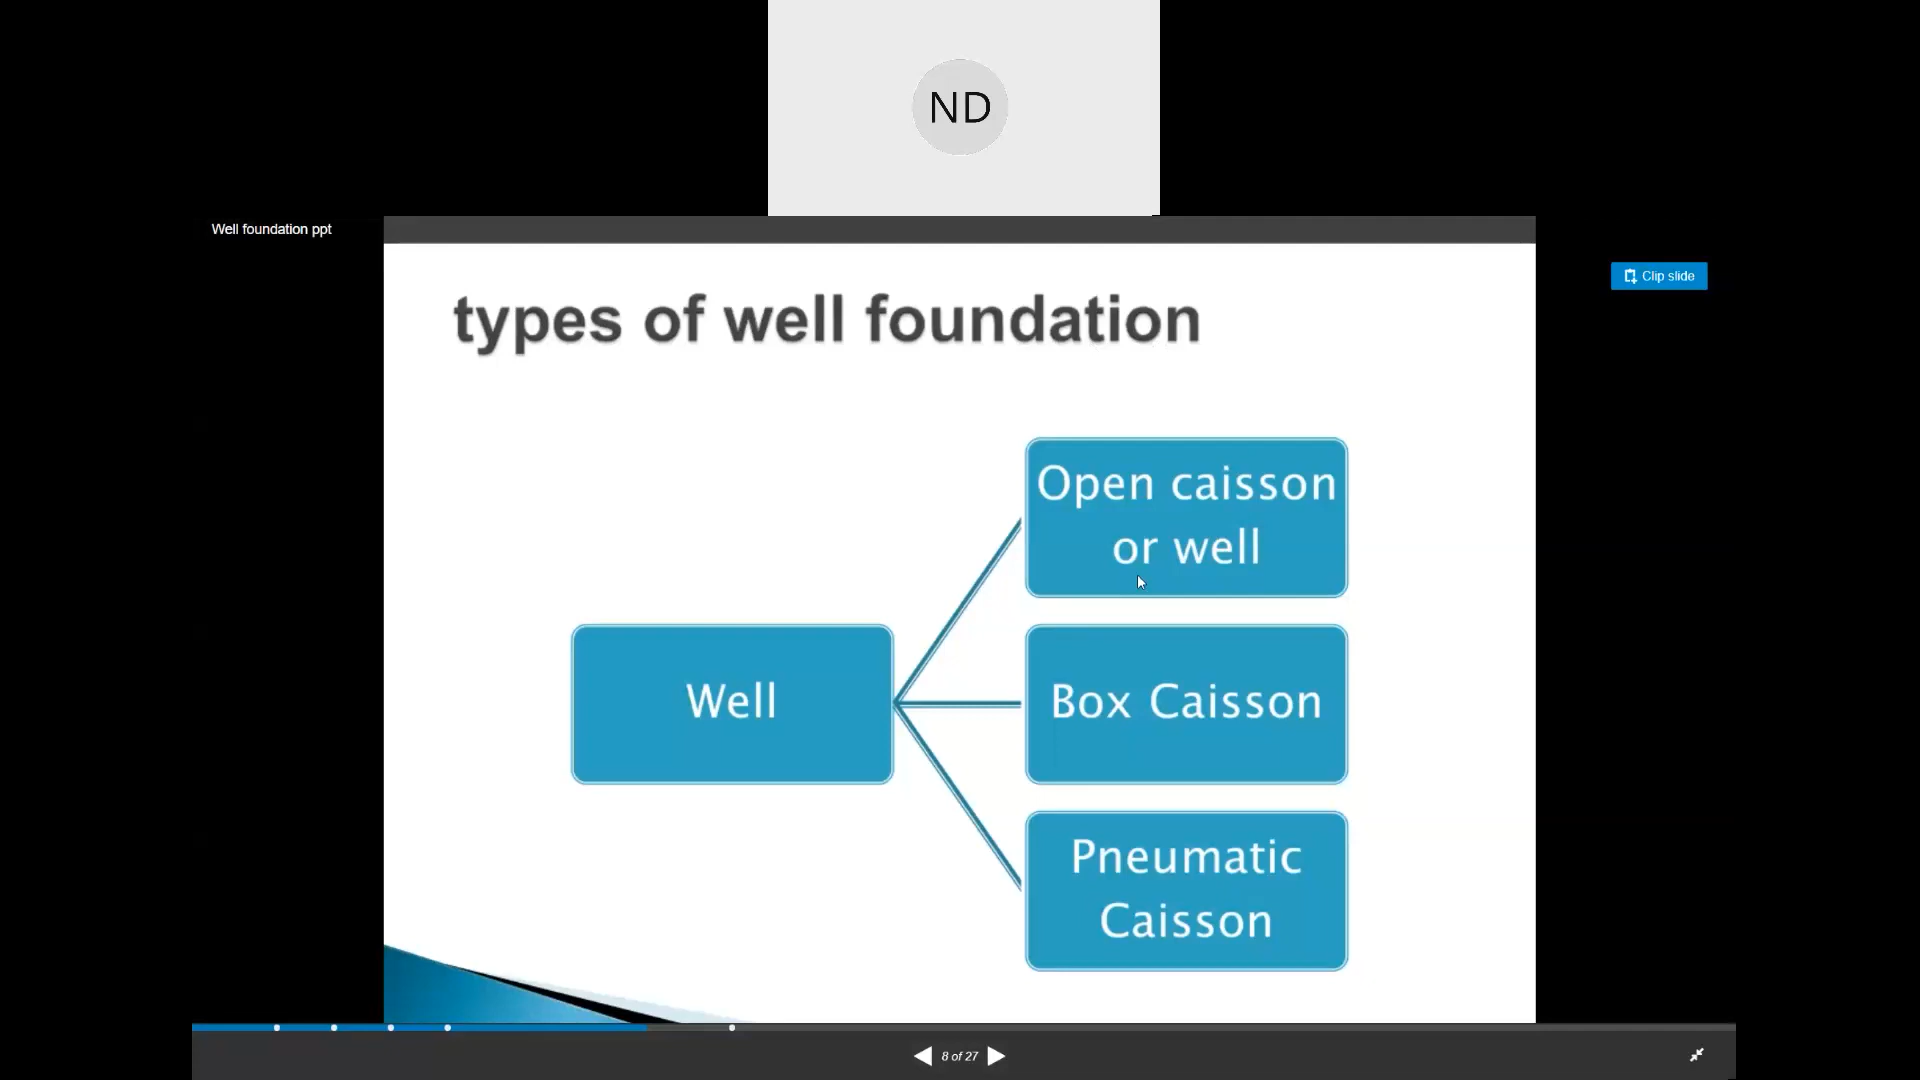 ND
Well foundation ppt
Clip slide
types of well foundation
Open caisson
or well
Well
Box Caisson
Pneumatic
Caisson
8 of 27